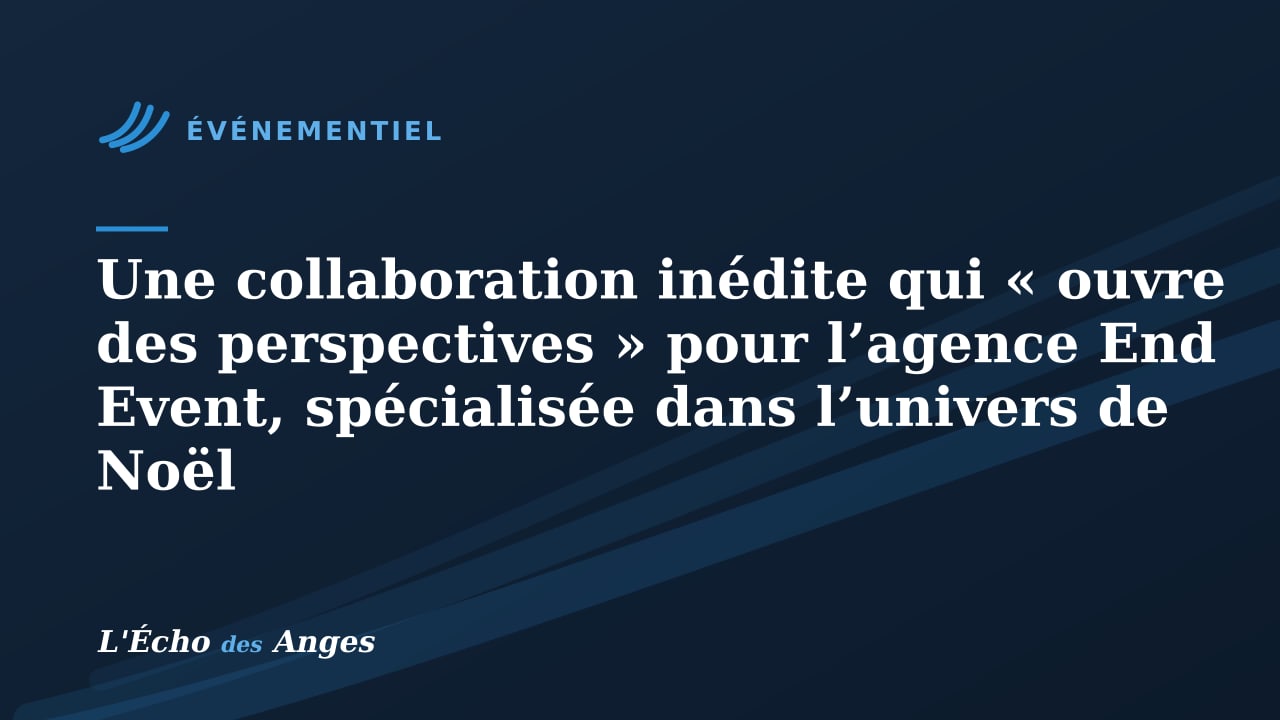 ÉVÉNEMENTIEL
Une collaboration inédite qui « ouvre
des perspectives » pour l’agence End
Event, spécialisée dans l’univers de
Noël
L'Écho des Anges